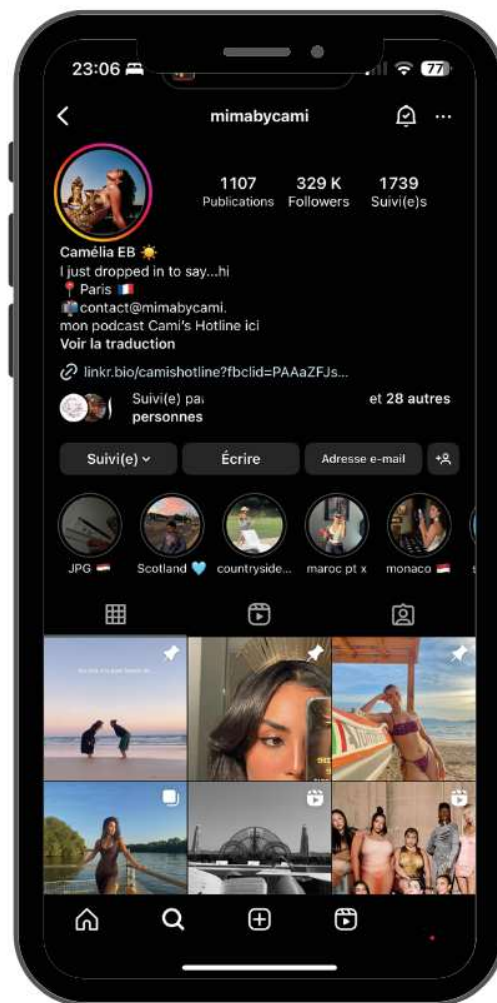 23:06
77
mimabycami
1107 329 K 1739
Publications Followers Suivi(e)s
Camélia EB
I just dropped in to say...hi
Paris
contact@mimabycami.
mon podcast Cami's Hotline ici
Voir la traduction
linkr.bio/camishotline?fbclid=PAAaZFJs...
Suivi(e) pa et 28 autres
personnes
Suivi(e) Écrire Adresse e-mail
JPG Scotland countryside... maroc pt x monaco